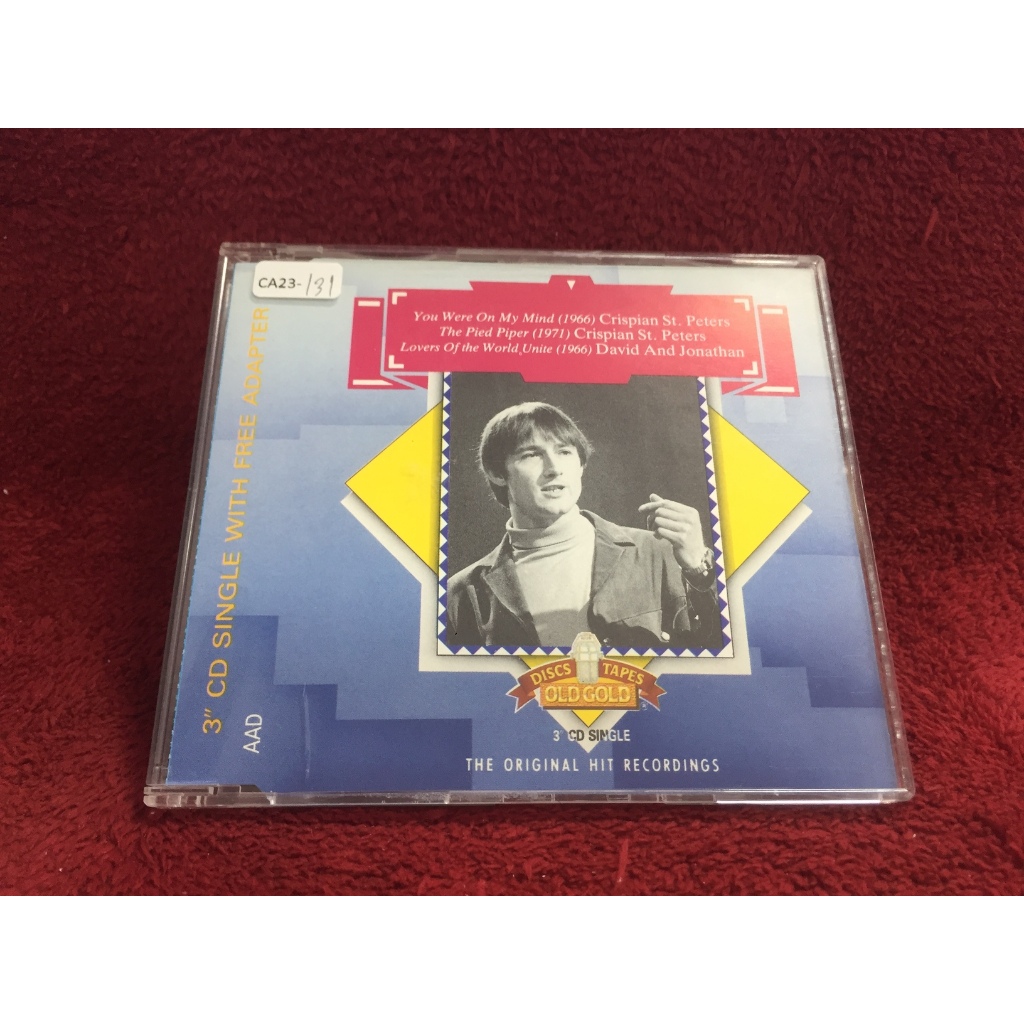 CA23-131
You Were On My Mind (1966) Crispian St. Peters
The Pied Piper (1971) Crispian St. Peters
Lovers Of the World Unite (1966) David And Jonathan
3" CD SINGLE WITH FREE ADAPTER
AAD
DISCS TAPES
OLD GOLD
3" CD SINGLE
THE ORIGINAL HIT RECORDINGS